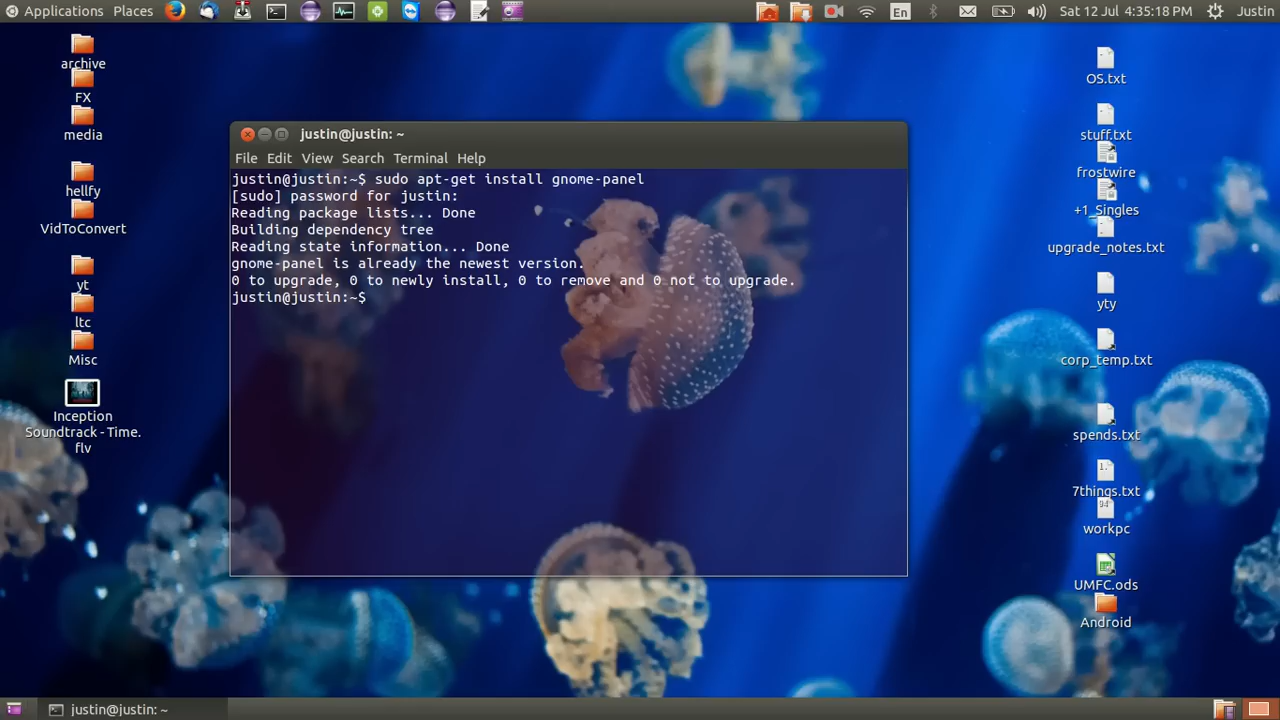 Applications Places En Sat 12 Jul 4:35:18 PM Justin
archive
FX
media
hellfy
VidToConvert
yt
ltc
Misc
Inception
Soundtrack - Time.
flv
justin@justin: ~
File Edit View Search Terminal Help
justin@justin:~$ sudo apt-get install gnome-panel
[sudo] password for justin:
Reading package lists... Done
Building dependency tree
Reading state information... Done
gnome-panel is already the newest version.
0 to upgrade, 0 to newly install, 0 to remove and 0 not to upgrade.
justin@justin:~$
OS.txt
stuff.txt
frostwire
+1_Singles
upgrade_notes.txt
yty
corp_temp.txt
spends.txt
7things.txt
workpc
UMFC.ods
Android
justin@justin: ~